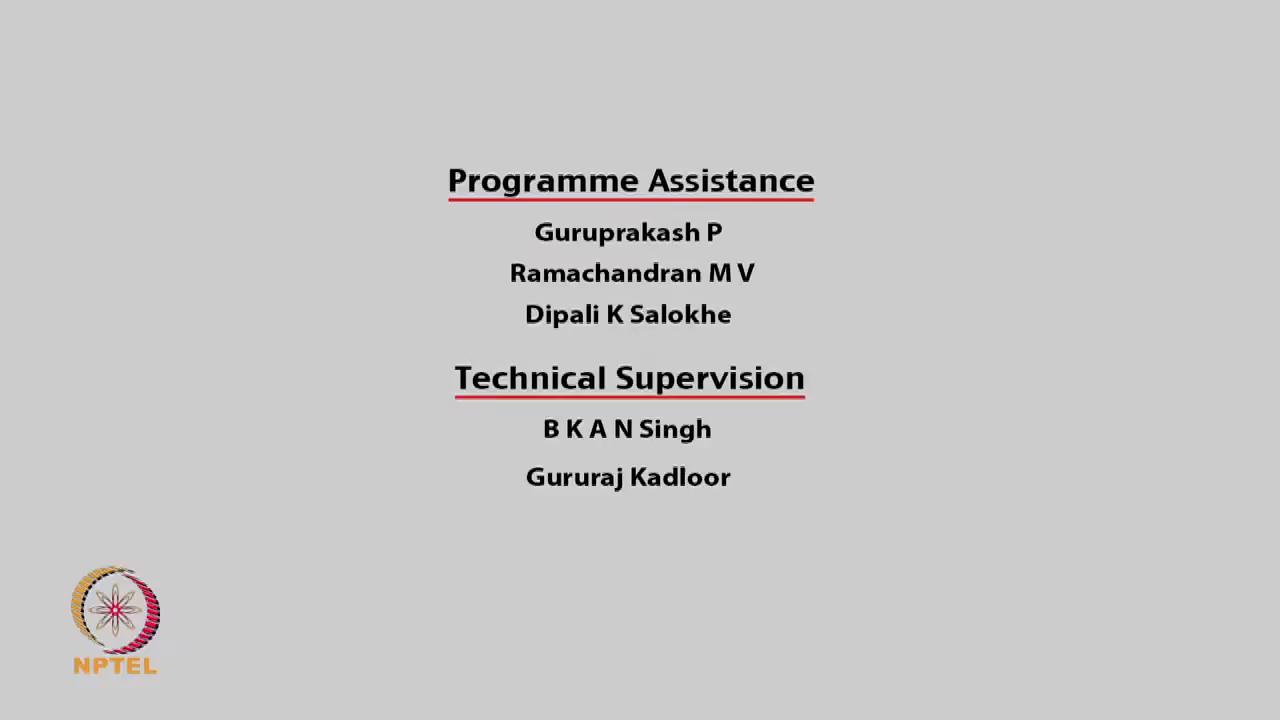 Programme Assistance
Guruprakash P
Ramachandran M V
Dipali K Salokhe
Technical Supervision
B K A N Singh
Gururaj Kadloor
NPTEL